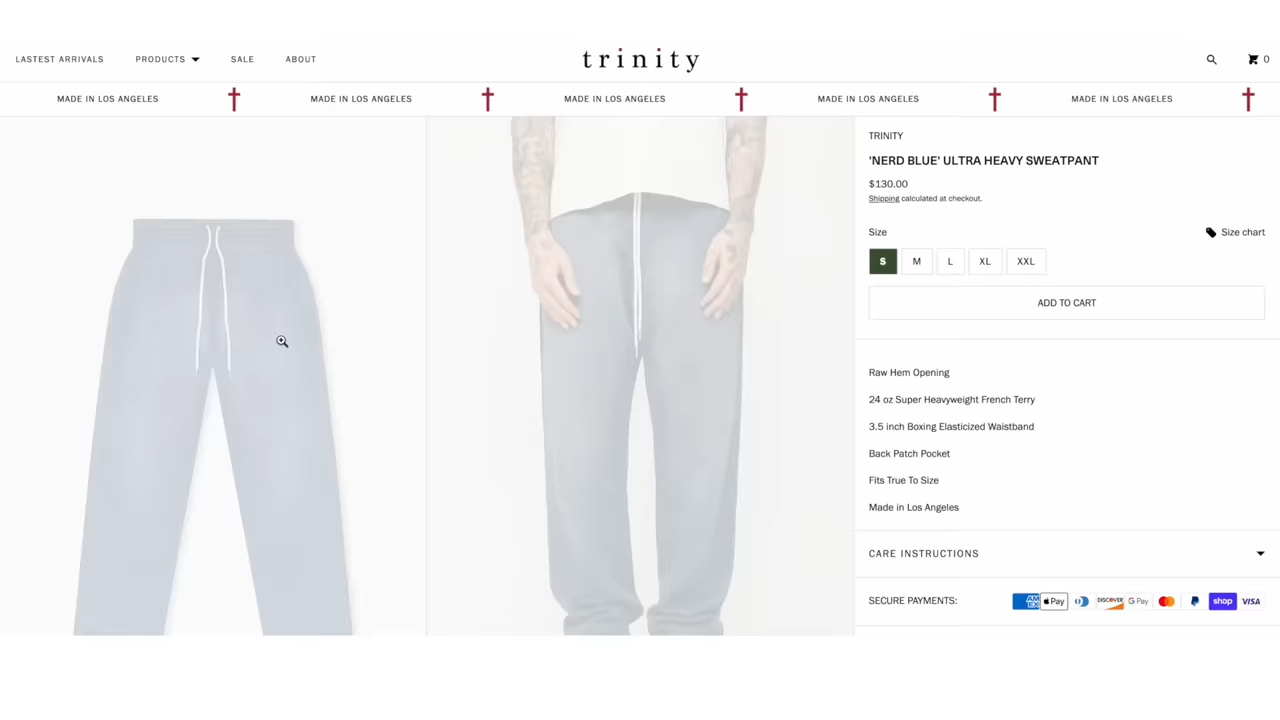 LASTEST ARRIVALS PRODUCTS SALE ABOUT trinity 0
MADE IN LOS ANGELES MADE IN LOS ANGELES MADE IN LOS ANGELES MADE IN LOS ANGELES MADE IN LOS ANGELES
TRINITY
'NERD BLUE' ULTRA HEAVY SWEATPANT
$130.00
Shipping calculated at checkout.
Size Size chart
S M L XL XXL
ADD TO CART
Raw Hem Opening
24 oz Super Heavyweight French Terry
3.5 inch Boxing Elasticized Waistband
Back Patch Pocket
Fits True To Size
Made in Los Angeles
CARE INSTRUCTIONS
SECURE PAYMENTS: AM EX Pay DISCOVER G Pay shop VISA